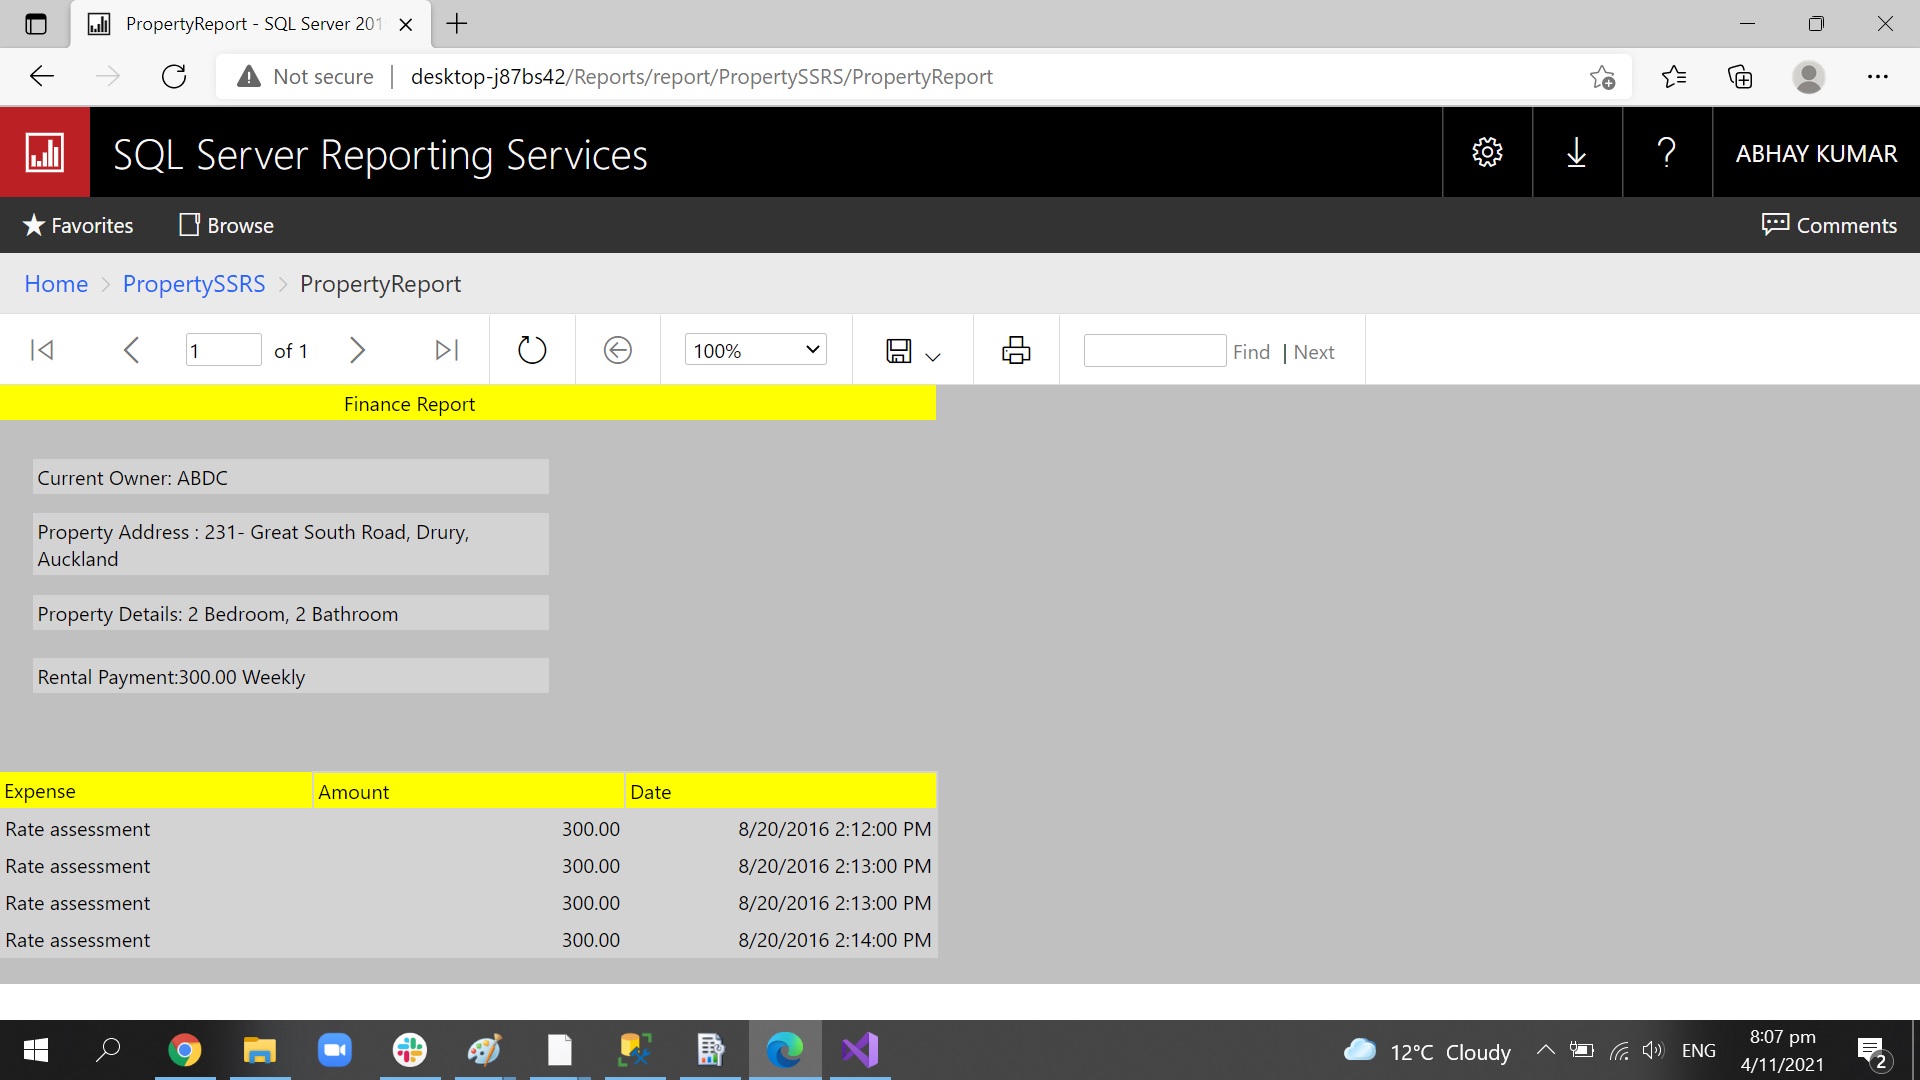 PropertyReport - SQL Server 201
Not secure desktop-j87bs42/Reports/report/PropertySSRS/PropertyReport
SQL Server Reporting Services
? ABHAY KUMAR
Favorites Browse Comments
Home > PropertySSRS > PropertyReport
1 of 1 100% Find | Next
Finance Report
Current Owner: ABDC
Property Address : 231- Great South Road, Drury,
Auckland
Property Details: 2 Bedroom, 2 Bathroom
Rental Payment:300.00 Weekly
Expense Amount Date
Rate assessment 300.00 8/20/2016 2:12:00 PM
Rate assessment 300.00 8/20/2016 2:13:00 PM
Rate assessment 300.00 8/20/2016 2:13:00 PM
Rate assessment 300.00 8/20/2016 2:14:00 PM
12°C Cloudy ENG
8:07 pm
4/11/2021
2